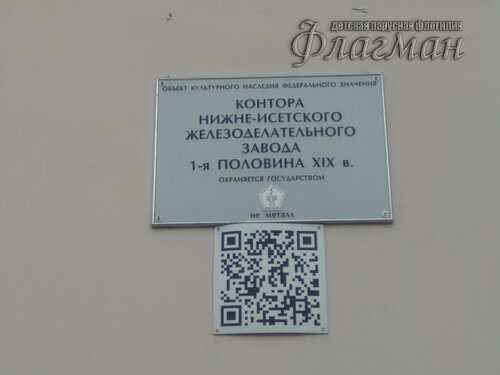 детская парусная флотилия
Флагман
ОБЪЕКТ КУЛЬТУРНОГО НАСЛЕДИЯ ФЕДЕРАЛЬНОГО ЗНАЧЕНИЯ
КОНТОРА
НИЖНЕ-ИСЕТСКОГО
ЖЕЛЕЗОДЕЛАТЕЛЬНОГО
ЗАВОДА
1-я ПОЛОВИНА XIX в.
ОХРАНЯЕТСЯ ГОСУДАРСТВОМ
не металл